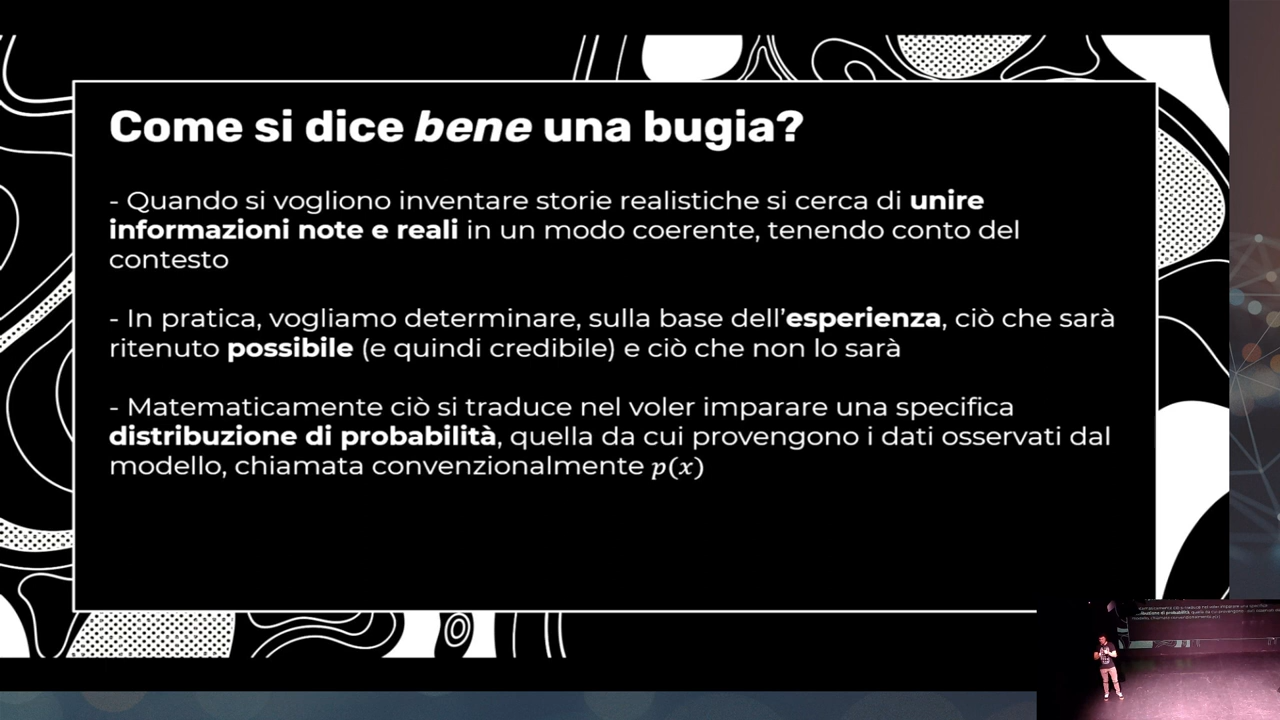 Come si dice bene una bugia?
- Quando si vogliono inventare storie realistiche si cerca di unire
informazioni note e reali in un modo coerente, tenendo conto del
contesto
- In pratica, vogliamo determinare, sulla base dell’esperienza, ciò che sarà
ritenuto possibile (e quindi credibile) e ciò che non lo sarà
- Matematicamente ciò si traduce nel voler imparare una specifica
distribuzione di probabilità, quella da cui provengono i dati osservati dal
modello, chiamata convenzionalmente p(x)